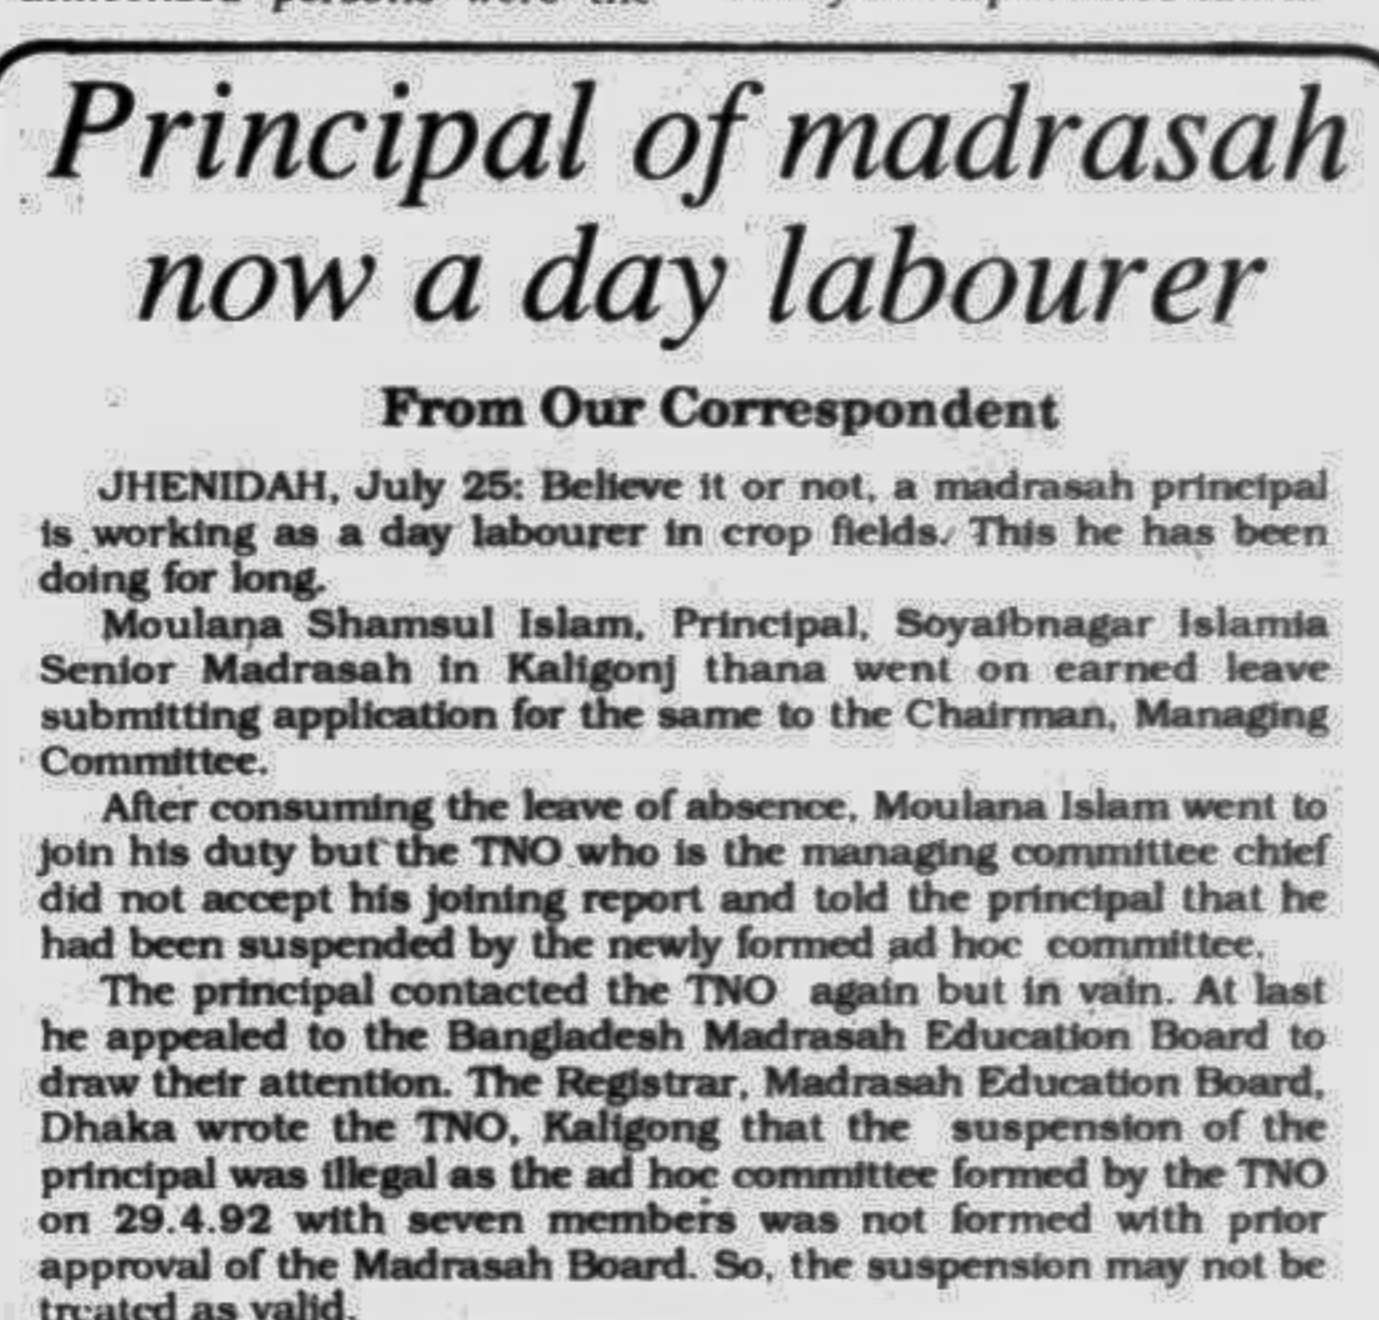 persons were the
Principal of madrasah
now a day labourer
From Our Correspondent
JHENIDAH, July 25: Believe it or not, a madrasah principal
is working as a day labourer in crop fields. This he has been
doing for long.
Moulana Shamsul Islam, Principal, Soyaibnagar Islamia
Senior Madrasah in Kaligonj thana went on earned leave
submitting application for the same to the Chairman, Managing
Committee.
After consuming the leave of absence, Moulana Islam went to
join his duty but the TNO who is the managing committee chief
did not accept his joining report and told the principal that he
had been suspended by the newly formed ad hoc committee.
The principal contacted the TNO again but in vain. At last
he appealed to the Bangladesh Madrasah Education Board to
draw their attention. The Registrar, Madrasah Education Board,
Dhaka wrote the TNO, Kaligong that the suspension of the
principal was illegal as the ad hoc committee formed by the TNO
on 29.4.92 with seven members was not formed with prior
approval of the Madrasah Board. So, the suspension may not be
treated as valid.